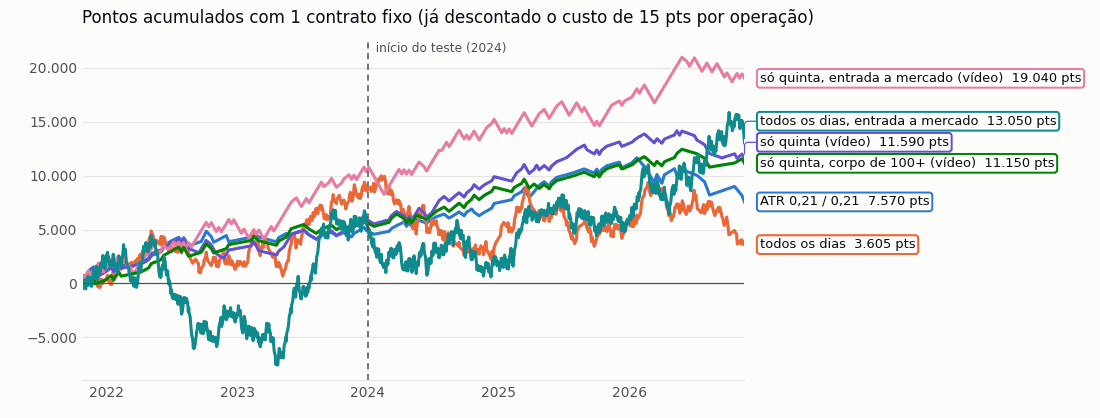 Pontos acumulados com 1 contrato fixo (já descontado o custo de 15 pts por operação)
início do teste (2024)
20.000
15.000
10.000
5.000
0
−5.000
só quinta, entrada a mercado (vídeo) 19.040 pts
todos os dias, entrada a mercado 13.050 pts
só quinta (vídeo) 11.590 pts
só quinta, corpo de 100+ (vídeo) 11.150 pts
ATR 0,21 / 0,21 7.570 pts
todos os dias 3.605 pts
2022 2023 2024 2025 2026